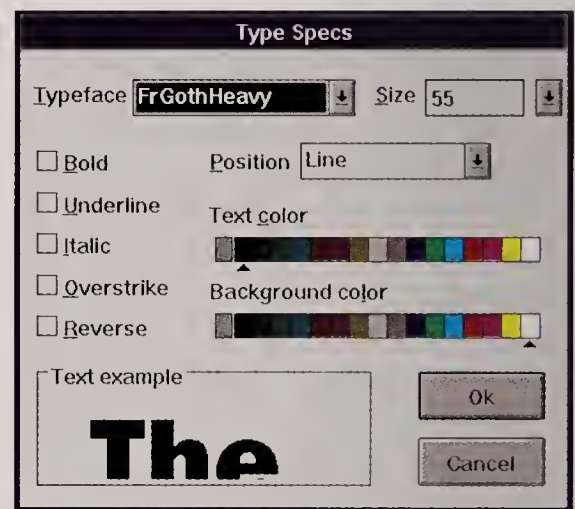 Type Specs
Typeface FrGothHeavy Size 55
Bold
Position Line
Underline
Text color
Italic
Overstrike
Background color
Reverse
Text example
The
Ok
Cancel